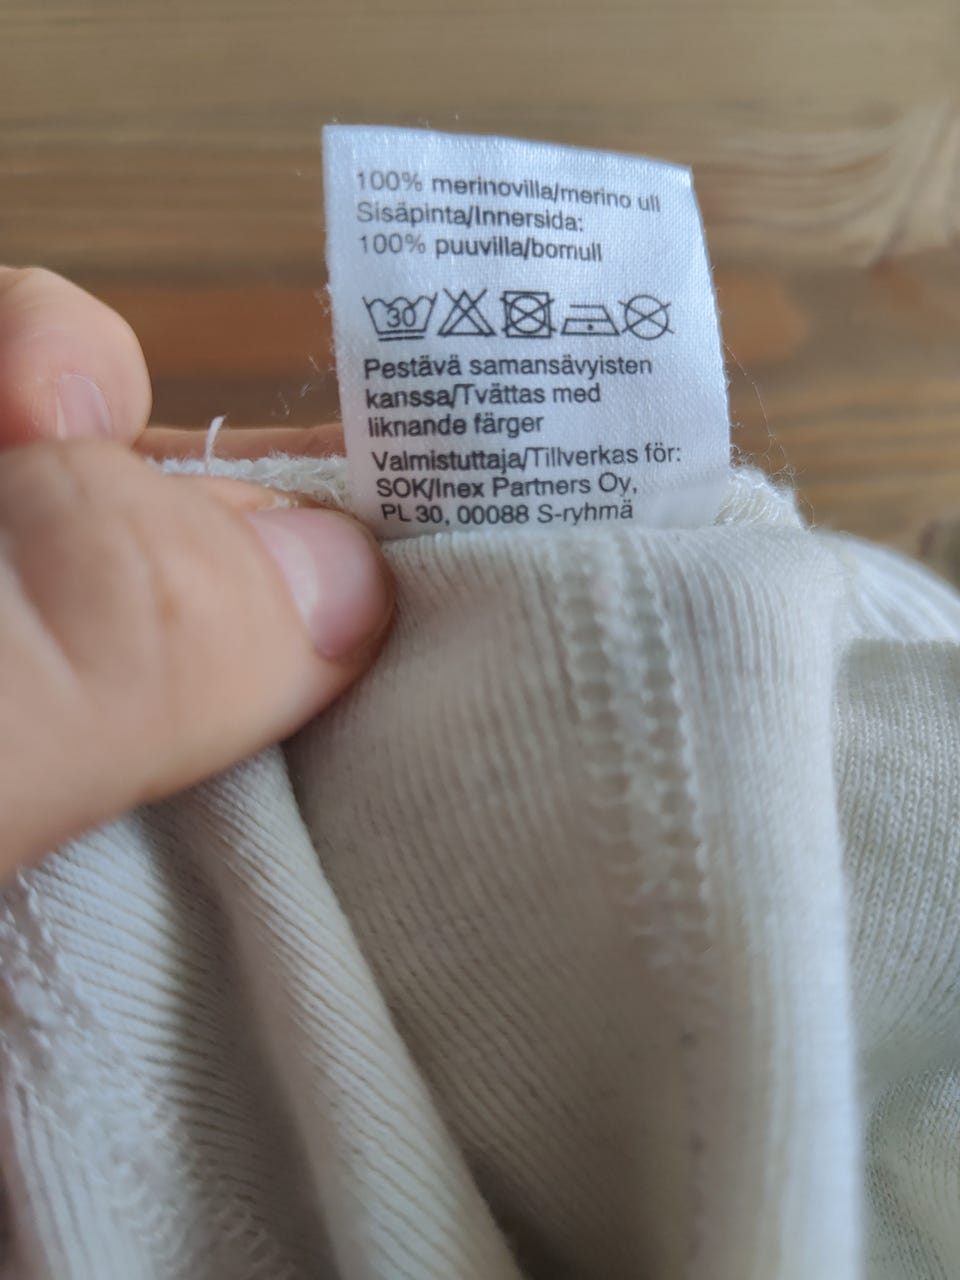 100% merinovilla/merino ull
Sisäpinta/Innersida:
100% puuvilla/bomull
30
Pestävä samansävyisten
kanssa/Tvättas med
liknande färger
Valmistuttaja/Tillverkas för:
SOK/Inex Partners Oy,
PL 30, 00088 S-ryhmä